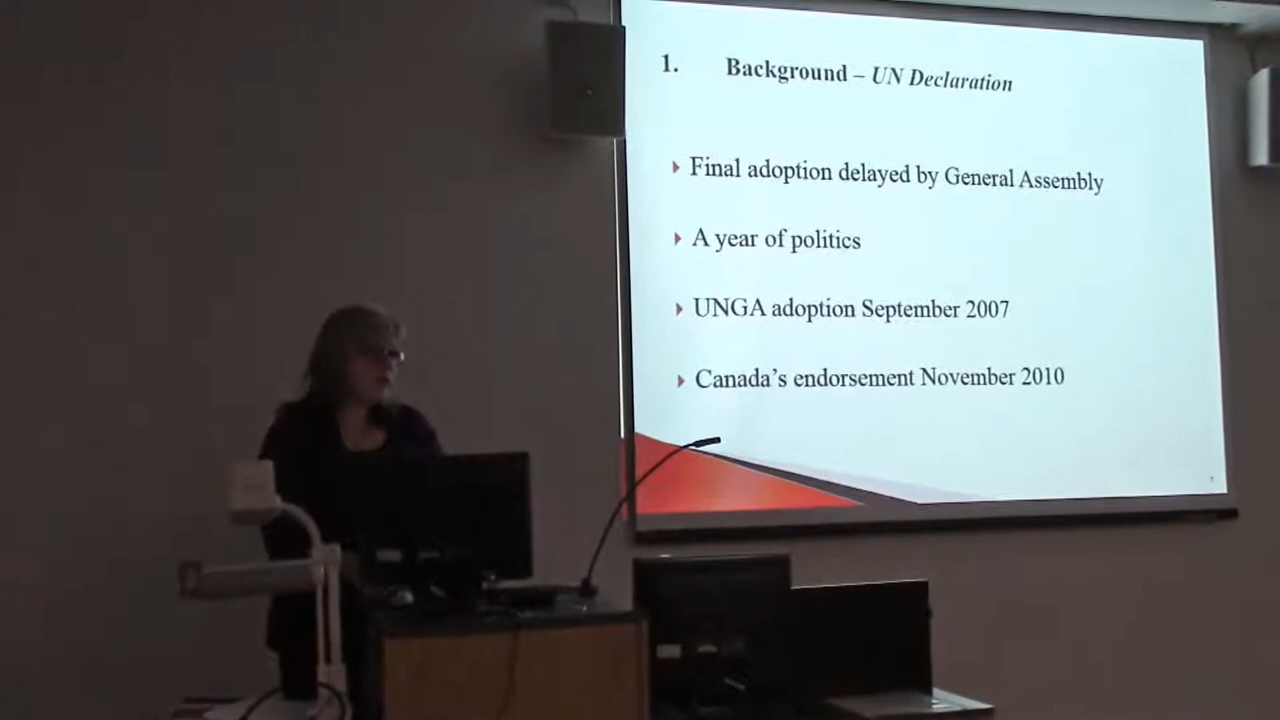 1. Background – UN Declaration
Final adoption delayed by General Assembly
A year of politics
UNGA adoption September 2007
Canada’s endorsement November 2010